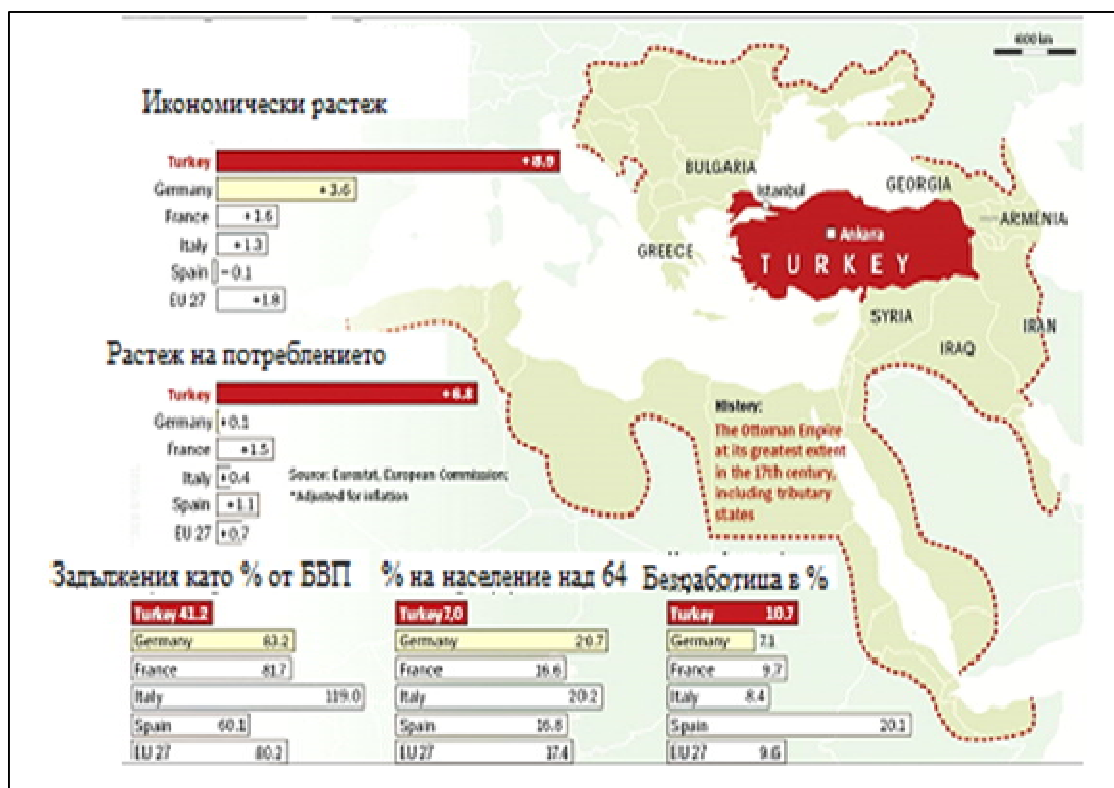 Икономически растеж
Turkey +8.9
Germany +3.6
France +1.6
Italy +1.3
Spain -0.1
EU 27 +1.8
Растеж на потреблението
Turkey
Germany
France +1.5
Italy +0.4
Spain +1.1
EU 27 +0.7
Source: Eurostat, European Commission;
*Adjusted for inflation
BULGARIA
Istanbul
GEORGIA
ARMENIA
Ankara
GREECE
TURKEY
SYRIA
IRAN
IRAQ
History:
The Ottoman Empire
at its greatest extent
in the 17th century,
including tributary
states
Задължения като % от БВП
Turkey 41.2
Germany 83.2
France 81.7
Italy 119.0
Spain 60.1
EU 27 80.2
% на население над 64
Turkey 7,0
Germany 20.7
France 16.6
Italy 20.2
Spain 16.8
EU 27 17.4
Безработица в %
Turkey 10.7
Germany 7.1
France 9.7
Italy 8.4
Spain 20.1
EU 27 9.6